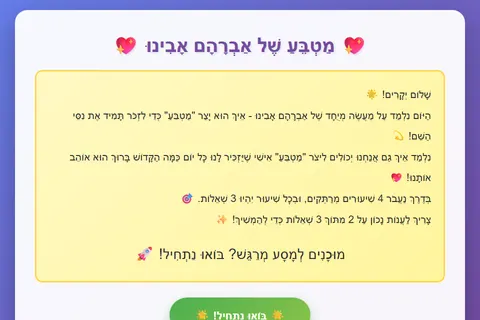 💖 מַטְבֵּעַ שֶׁל אַבְרָהָם אָבִינוּ 💖
שָׁלוֹם יְקָרִים! 🌟
הַיּוֹם נִלְמַד עַל מַעֲשֶׂה מְיֻחָד שֶׁל אַבְרָהָם אָבִינוּ - אֵיךְ הוּא יָצַר "מַטְבֵּעַ" כְּדֵי לִזְכֹּר תָּמִיד אֶת נִסֵּי
הַשֵּׁם! 💫
נִלְמַד אֵיךְ גַּם אֲנַחְנוּ יְכוֹלִים לִיצֹר "מַטְבֵּעַ" אִישִׁי שֶׁיַּזְכִּיר לָנוּ כָּל יוֹם כַּמָּה הַקָּדוֹשׁ בָּרוּךְ הוּא אוֹהֵב
אוֹתָנוּ! 💖
בַּדֶּרֶךְ נַעֲבֹר 4 שִׁיעוּרִים מְרַתְּקִים, וּבְכָל שִׁיעוּר יִהְיוּ 3 שְׁאֵלוֹת. 🎯
צָרִיךְ לַעֲנוֹת נָכוֹן עַל 2 מִתּוֹךְ 3 שְׁאֵלוֹת כְּדֵי לְהַמְשִׁיךְ! ✨
מוּכָנִים לְמַסָּע מְרַגֵּשׁ? בּוֹאוּ נַתְחִיל! 🚀
🌟 בּוֹאוּ נַתְחִיל! 🌟